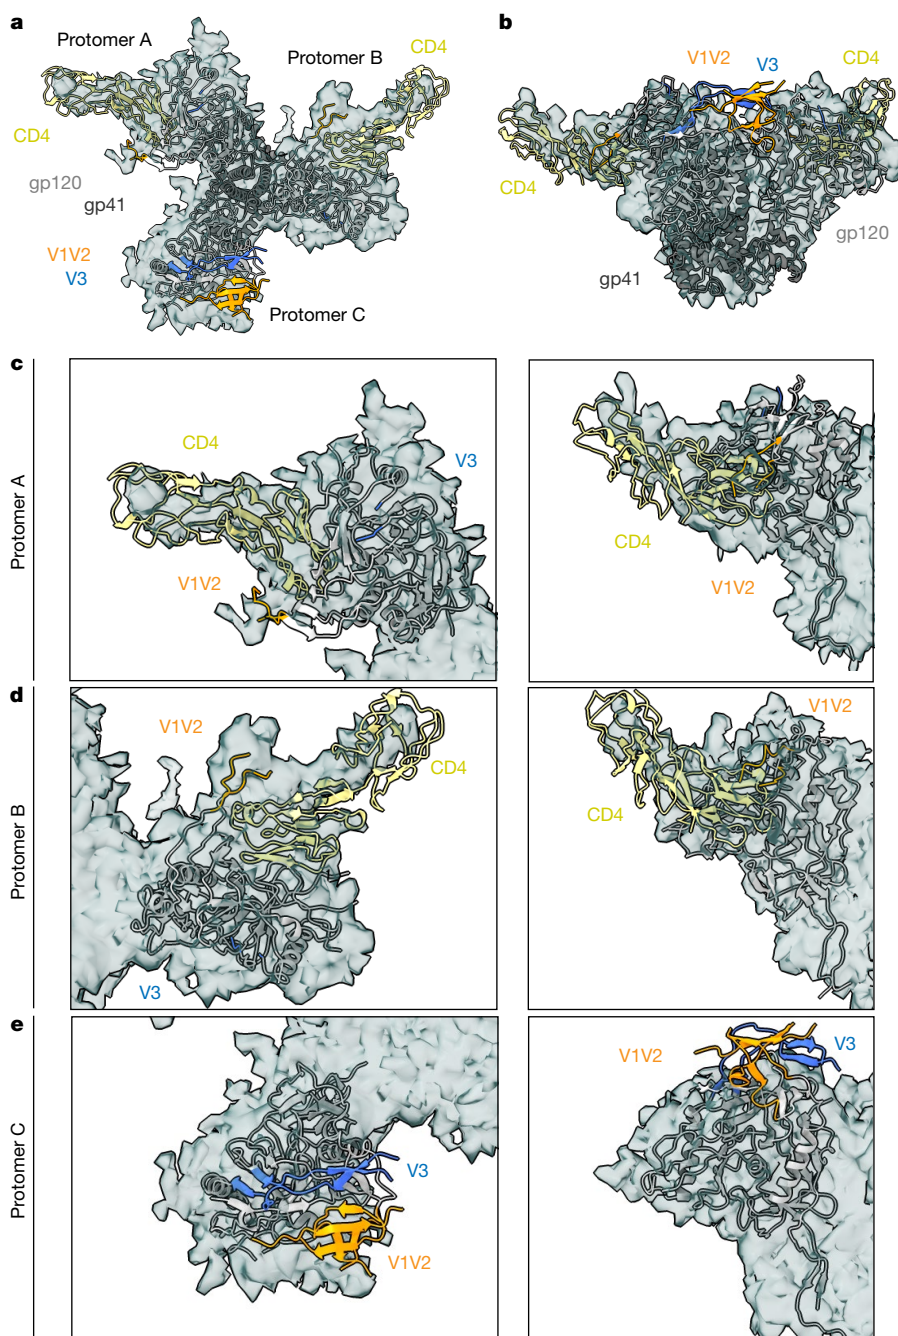 a
Protomer A
Protomer B
CD4
CD4
gp120
gp41
V1V2
V3
Protomer C
b
V1V2
V3
CD4
CD4
gp120
gp41
c
Protomer A
CD4
V3
V1V2
CD4
V1V2
d
Protomer B
V1V2
CD4
V3
V1V2
CD4
e
Protomer C
V3
V1V2
V1V2
V3